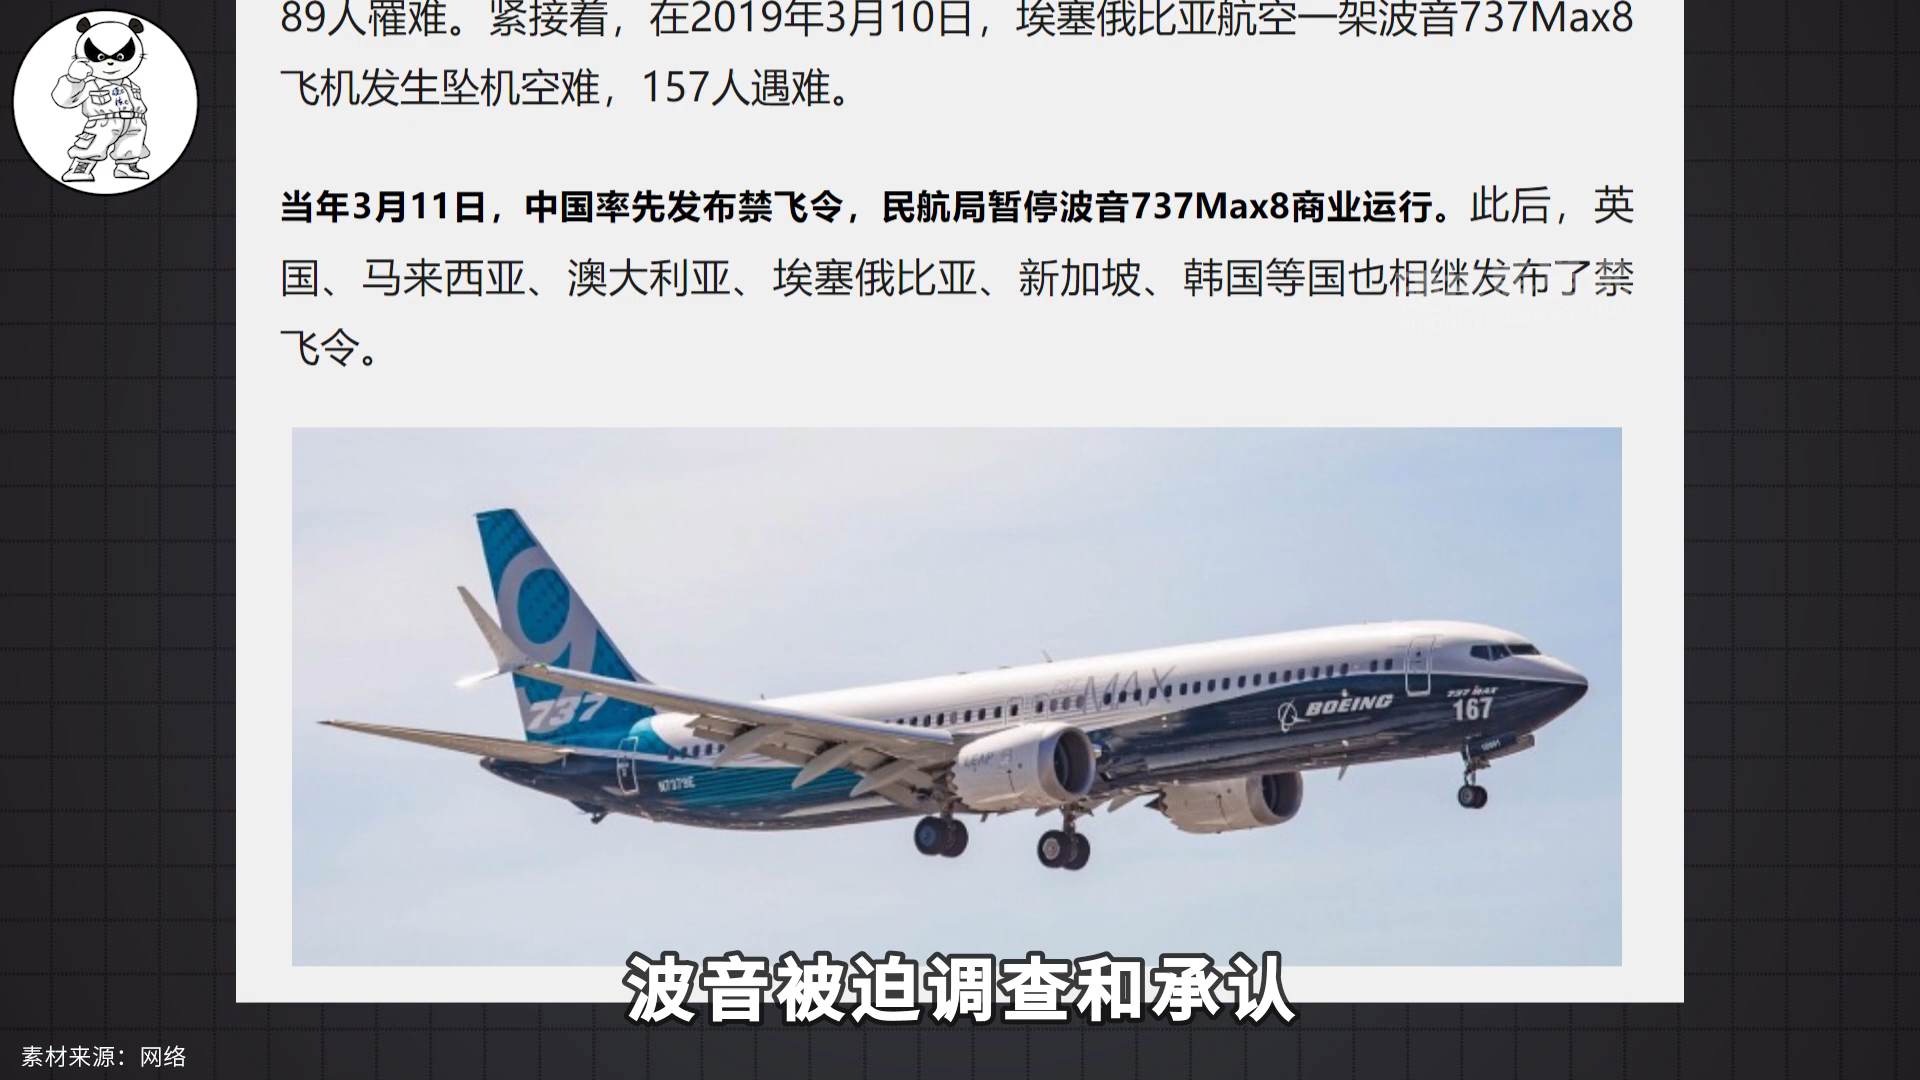 89人罹难。紧接着，在2019年3月10日，埃塞俄比亚航空一架波音737Max8
飞机发生坠机空难，157人遇难。
当年3月11日，中国率先发布禁飞令，民航局暂停波音737Max8商业运行。此后，英
国、马来西亚、澳大利亚、埃塞俄比亚、新加坡、韩国等国也相继发布了禁
飞令。
MAX
BOEING
737 MAX
167
737
LEAP
波音被迫调查和承认
素材来源：网络